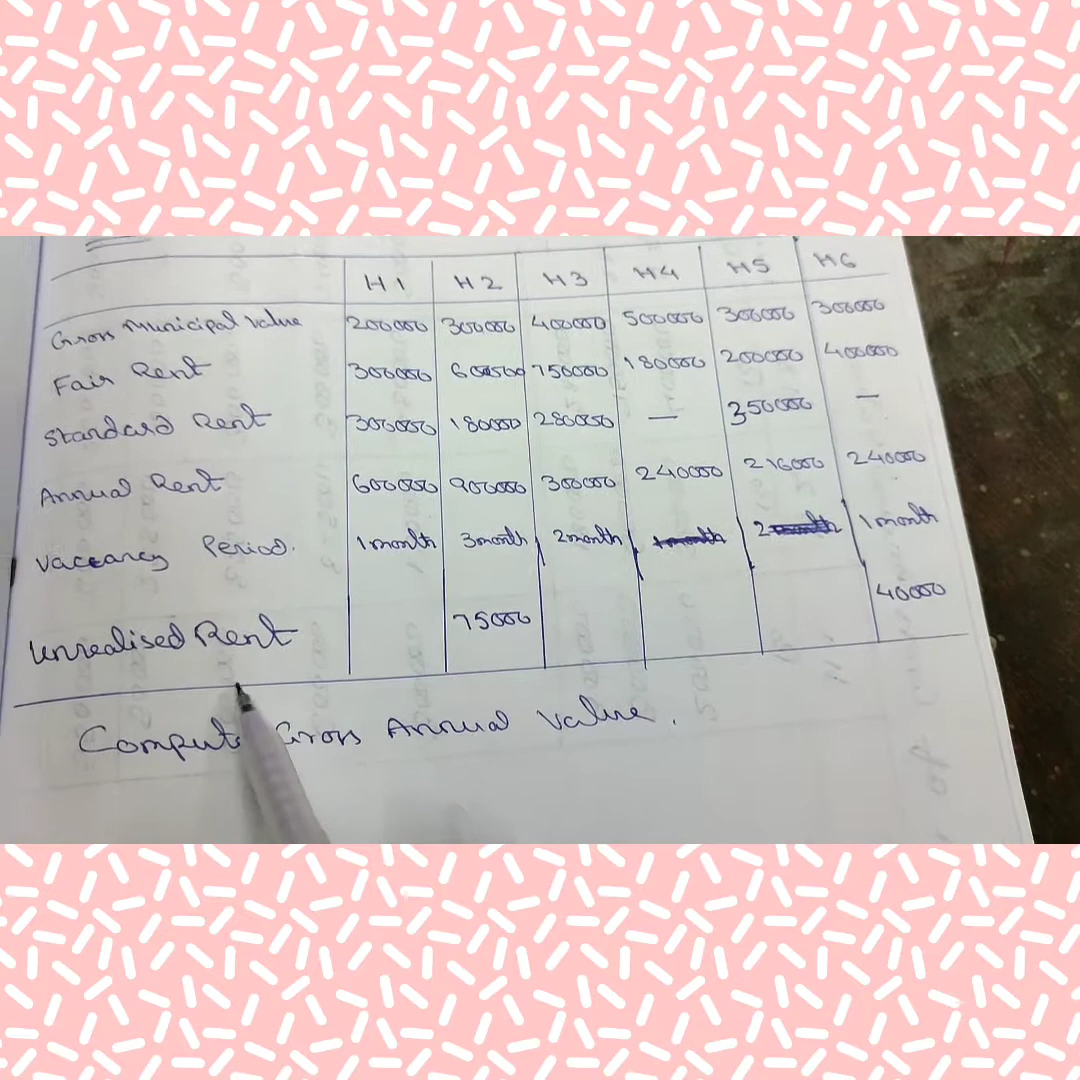 H1 H2 H3 H4 H5 H6
Gross Municipal Value 200000 300000 400000 500000 300000 300000
Fair Rent 300000 750000 180000 200000 400000
Standard Rent 300000 180000 280000 — 350000 —
Annual Rent 600000 900000 300000 240000 216000 240000
Vaccancy Period. 1 month 3 month 2 month 1 month
Unrealised Rent 75000 40000
Compute Gross Annual Value.